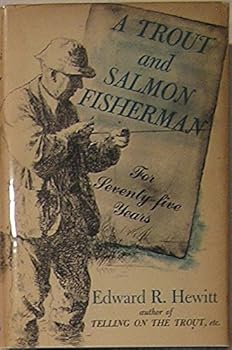 A TROUT
and
SALMON
FISHERMAN
For
Seventy-five
Years
Edward R. Hewitt
author of
TELLING ON THE TROUT, etc.